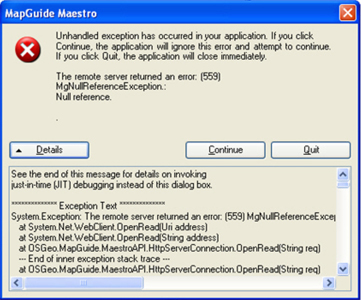 MapGuide Maestro
Unhandled exception has occurred in your application. If you click
Continue, the application will ignore this error and attempt to continue.
If you click Quit, the application will close immediately.
The remote server returned an error: (559)
MgNullReferenceException.:
Null reference.
.
Details
Continue
Quit
See the end of this message for details on invoking
just-in-time (JIT) debugging instead of this dialog box.
************** Exception Text **************
System.Exception: The remote server returned an error: (559) MgNullReferenceExcep
at System.Net.WebClient.OpenRead(Uri address)
at System.Net.WebClient.OpenRead(String address)
at OSGeo.MapGuide.MaestroAPI.HttpServerConnection.OpenRead(String req)
--- End of inner exception stack trace ---
at OSGeo.MapGuide.MaestroAPI.HttpServerConnection.OpenRead(String req)